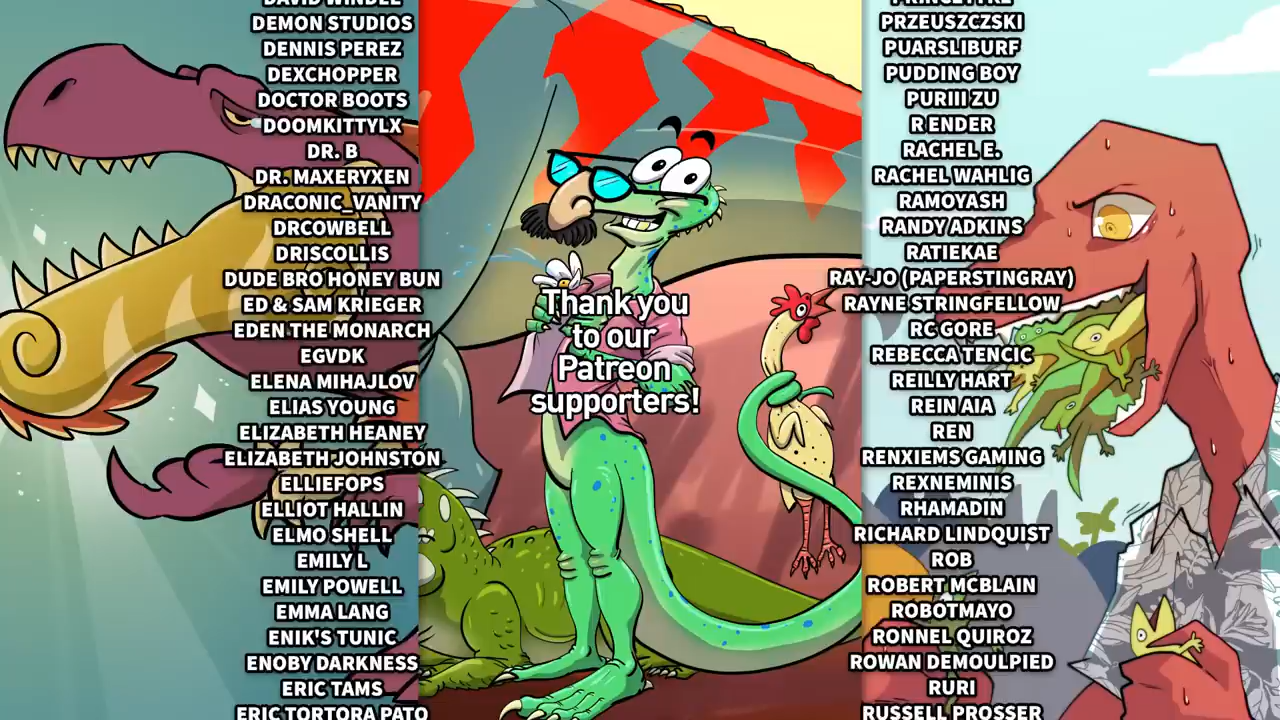 DAVID WINDLE
DEMON STUDIOS
DENNIS PEREZ
DEXCHOPPER
DOCTOR BOOTS
DOOMKITTYLX
DR. B
DR. MAXERYXEN
DRACONIC_VANITY
DRCOWBELL
DRISCOLLIS
DUDE BRO HONEY BUN
ED & SAM KRIEGER
EDEN THE MONARCH
EGVDK
ELENA MIHAJLOV
ELIAS YOUNG
ELIZABETH HEANEY
ELIZABETH JOHNSTON
ELLIEFOPS
ELLIOT HALLIN
ELMO SHELL
EMILY L
EMILY POWELL
EMMA LANG
ENIK'S TUNIC
ENOBY DARKNESS
ERIC TAMS
ERIC TORTORA PATO
Thank you
to our
Patreon
supporters!
PRZEUSZCZSKI
PUARSLIBURF
PUDDING BOY
PURIII ZU
R ENDER
RACHEL E.
RACHEL WAHLIG
RAMOYASH
RANDY ADKINS
RATIEKAE
RAY-JO (PAPERSTINGRAY)
RAYNE STRINGFELLOW
RC GORE
REBECCA TENCIC
REILLY HART
REIN AIA
REN
RENXIEMS GAMING
REXNEMINIS
RHAMADIN
RICHARD LINDQUIST
ROB
ROBERT MCBLAIN
ROBOTMAYO
RONNEL QUIROZ
ROWAN DEMOULPIED
RURI
RUSSELL PROSSER